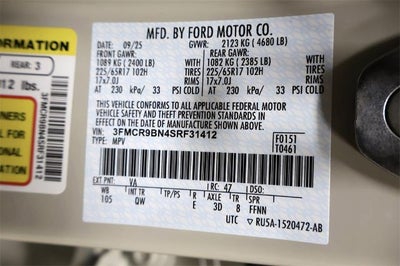 MFD. BY FORD MOTOR CO.
DATE: 09/25 GVWR: 2123 KG ( 4680 LB)
FRONT GAWR: REAR GAWR:
1089 KG ( 2400 LB) 1082 KG ( 2385 LB)
225/65R17 102H TIRES 225/65R17 102H TIRES
17x7.0J RIMS 17x7.0J RIMS
AT 230 kPa/ 33 PSI COLD AT 230 kPa/ 33 PSI COLD
THIS VEHICLE CONFORMS TO ALL APPLICABLE FEDERAL MOTOR
VEHICLE SAFETY AND THEFT PREVENTION STANDARDS
IN EFFECT ON THE DATE OF MANUFACTURE SHOWN ABOVE.
VIN: 3FMCR9BN4SRF31412 F0151
TYPE: MPV T0461
EXT PNT: VA RC: 47 DSO:
WB INT TR TP/PS R AXLE TR SPR
105 QW E 3D 8 FFNN
UTC RU5A-1520472-AB
FORMATION
REAR: 3
3MCR9BN4SRF31412